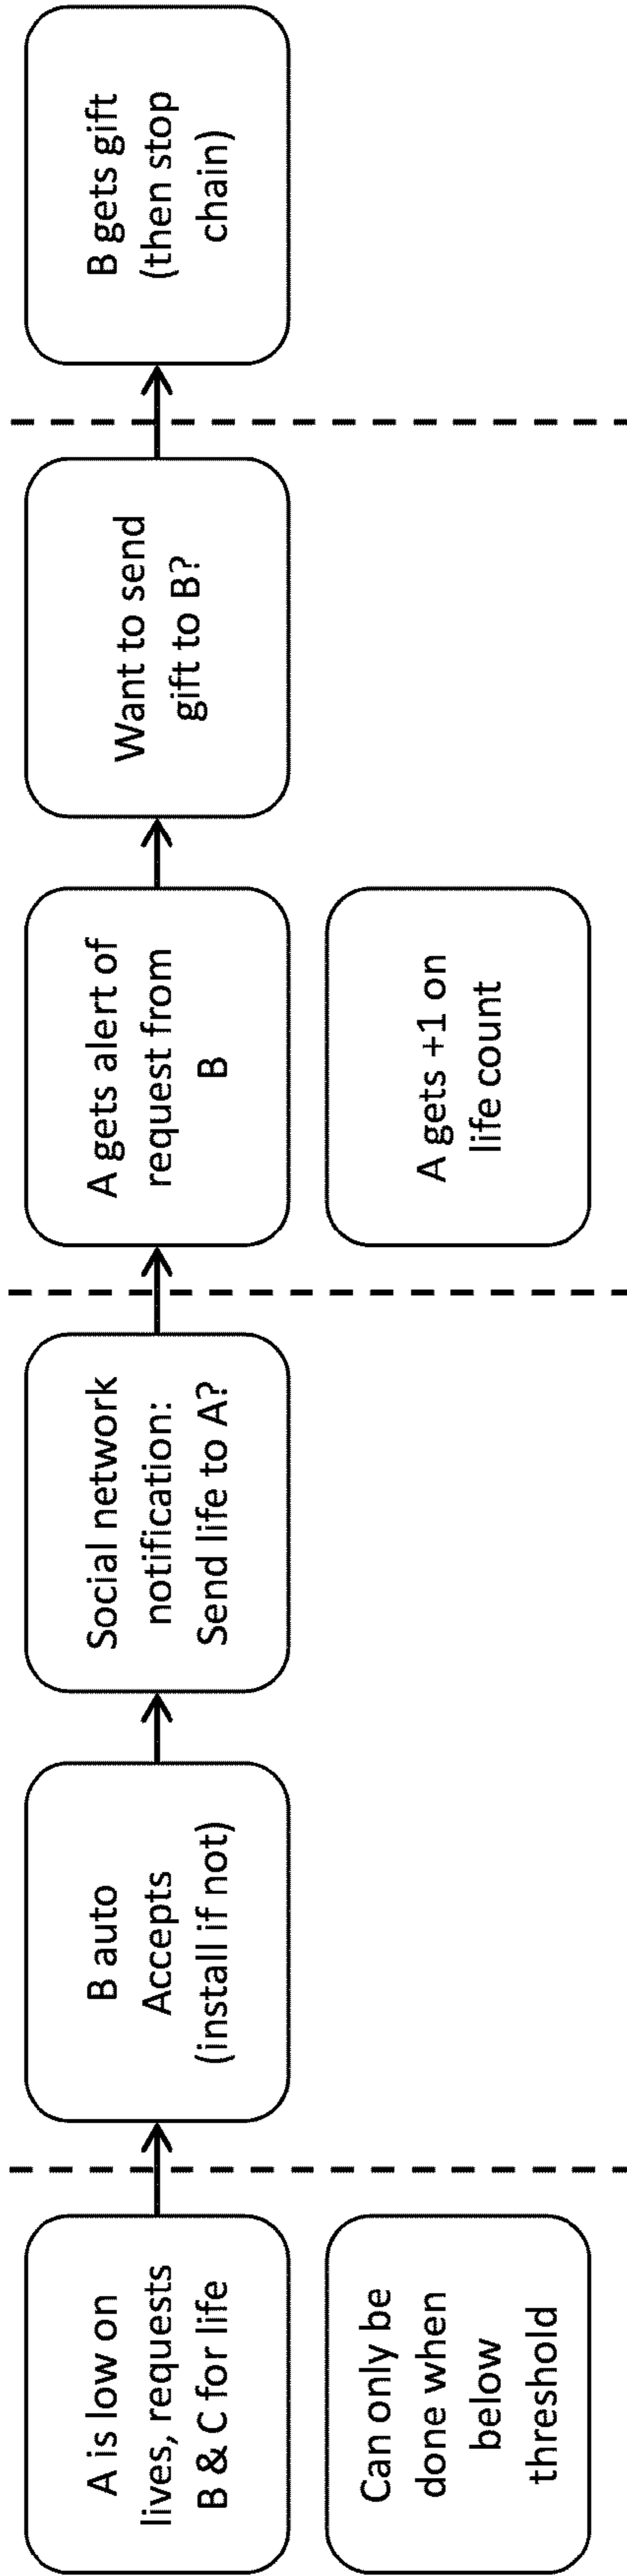 A is low on
lives, requests
B & C for life
Can only be
done when
below
threshold
B auto
Accepts
(install if not)
Social network
notification:
Send life to A?
A gets alert of
request from
B
A gets +1 on
life count
Want to send
gift to B?
B gets gift
(then stop
chain)